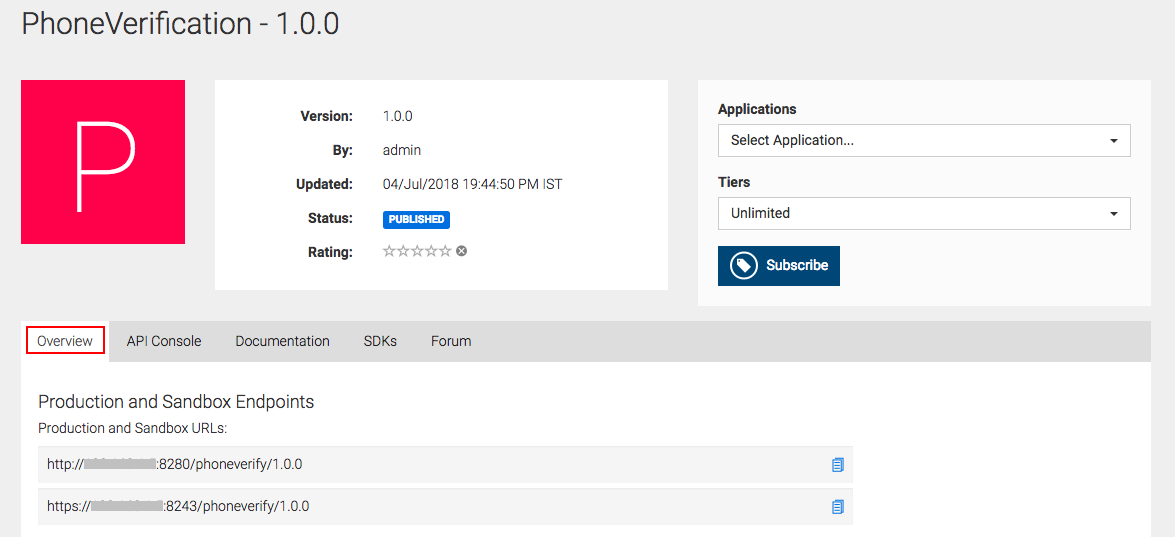 PhoneVerification - 1.0.0
P
Version: 1.0.0
By: admin
Updated: 04/Jul/2018 19:44:50 PM IST
Status: PUBLISHED
Rating:
Applications
Select Application...
Tiers
Unlimited
Subscribe
Overview API Console Documentation SDKs Forum
Production and Sandbox Endpoints
Production and Sandbox URLs:
http:// :8280/phoneverify/1.0.0
https:// :8243/phoneverify/1.0.0